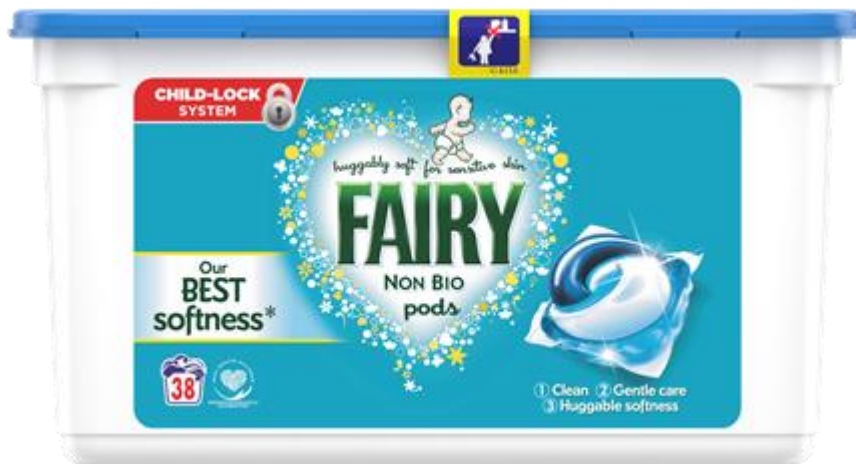 CHILD-LOCK
SYSTEM
huggably soft for sensitive skin
FAIRY
NON BIO
pods
Our
BEST
softness*
38
① Clean ② Gentle care
③ Huggable softness